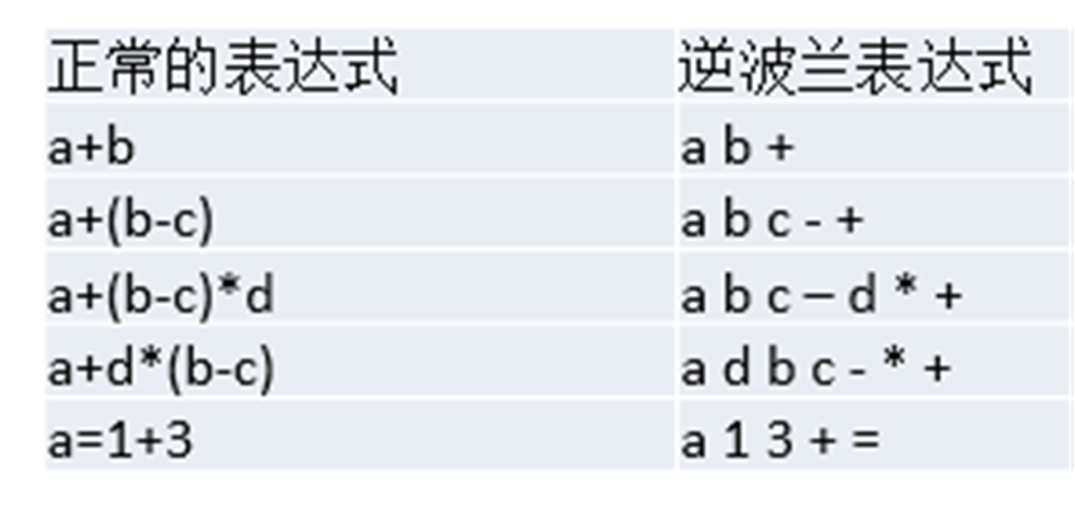 正常的表达式 逆波兰表达式
a+b a b +
a+(b-c) a b c - +
a+(b-c)*d a b c – d * +
a+d*(b-c) a d b c - * +
a=1+3 a 1 3 + =